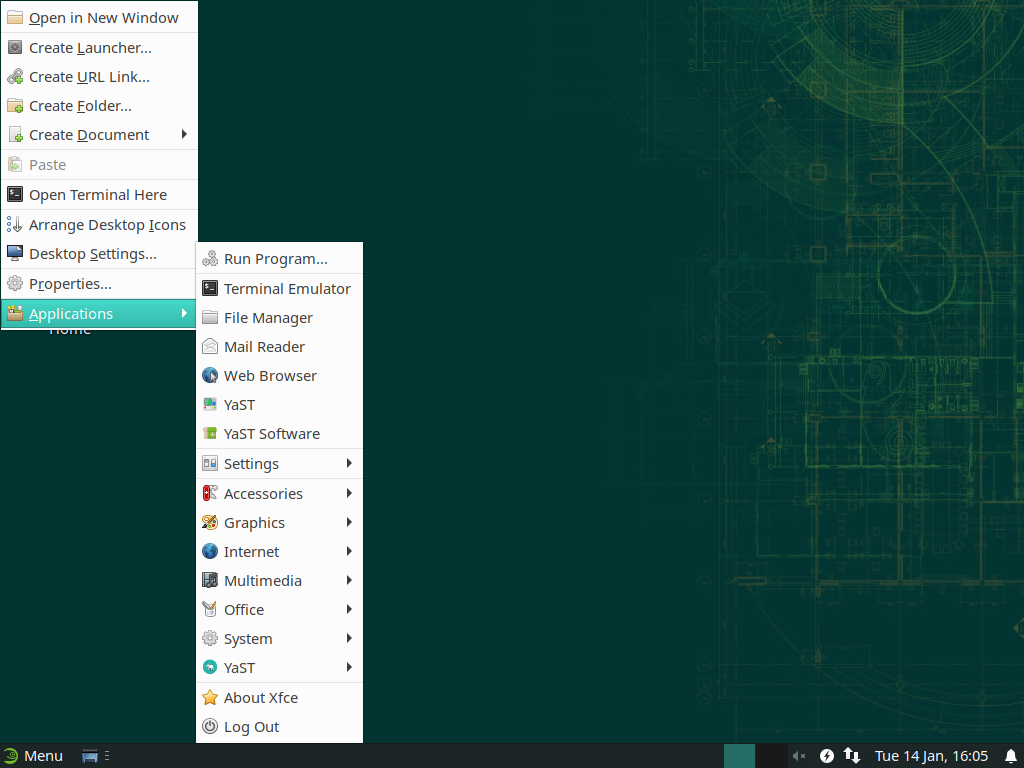 Open in New Window
Create Launcher...
Create URL Link...
Create Folder...
Create Document
Paste
Open Terminal Here
Arrange Desktop Icons
Desktop Settings...
Properties...
Applications
Home
Run Program...
Terminal Emulator
File Manager
Mail Reader
Web Browser
YaST
YaST Software
Settings
Accessories
Graphics
Internet
Multimedia
Office
System
YaST
About Xfce
Log Out
Menu
Tue 14 Jan, 16:05